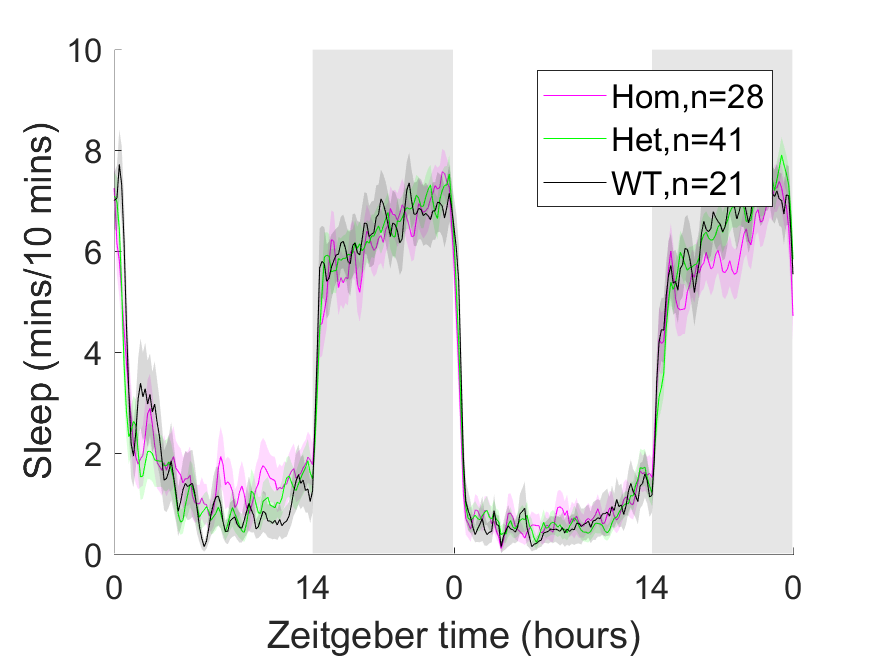 10
8
6
4
2
0
Sleep (mins/10 mins)
Hom,n=28
Het,n=41
WT,n=21
0 14 0 14 0
Zeitgeber time (hours)